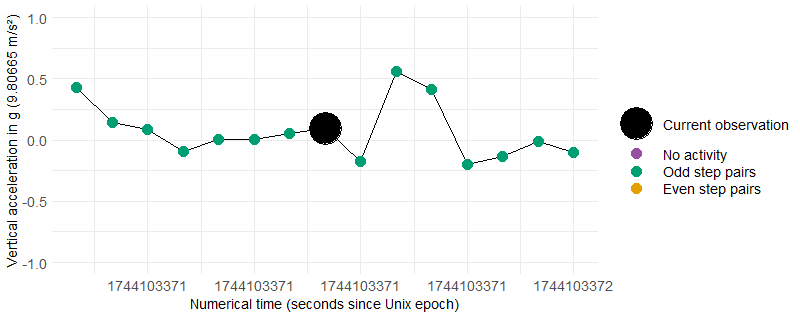 Vertical acceleration in g (9.80665 m/s²)
1.0
0.5
0.0
-0.5
-1.0
1744103371 1744103371 1744103371 1744103371 1744103372
Numerical time (seconds since Unix epoch)
Current observation
No activity
Odd step pairs
Even step pairs